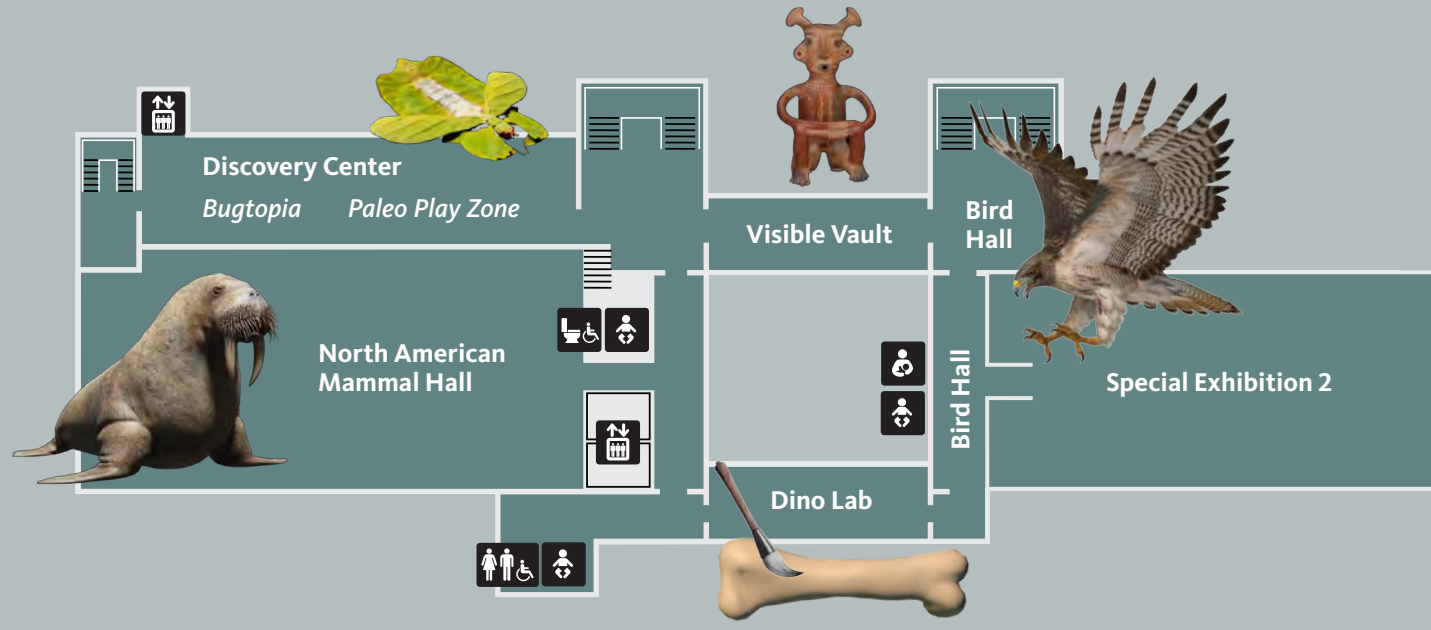 Discovery Center
Bugtopia Paleo Play Zone
Visible Vault
Bird
Hall
North American
Mammal Hall
Bird Hall
Special Exhibition 2
Dino Lab